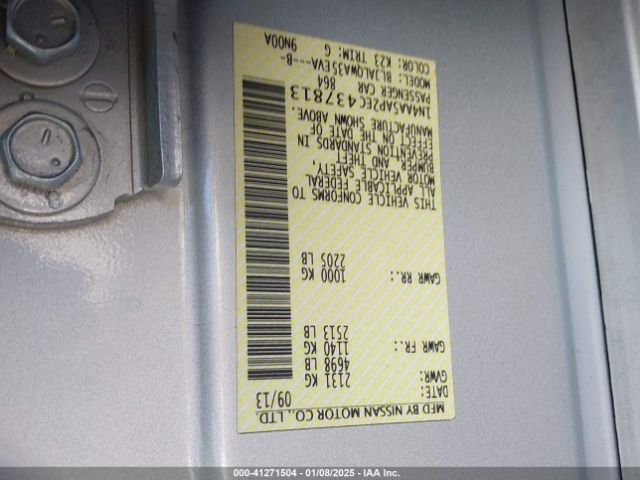 MFD BY NISSAN MOTOR CO., LTD.
DATE: 09/13
GVWR: 2131 KG
4698 LB
GAWR FR.: 1140 KG
2513 LB
GAWR RR.: 1000 KG
2205 LB
THIS VEHICLE CONFORMS TO
ALL APPLICABLE FEDERAL
MOTOR VEHICLE SAFETY,
BUMPER, AND THEFT
PREVENTION STANDARDS IN
EFFECT ON THE DATE OF
MANUFACTURE SHOWN ABOVE.
1N4AA5AP2EC437813
PASSENGER CAR 864
MODEL: BLJALOWA35EVA---B-
COLOR: K23 TRIM: G 9N00A
000-41271504 | 01/08/2025 | IAA Inc.